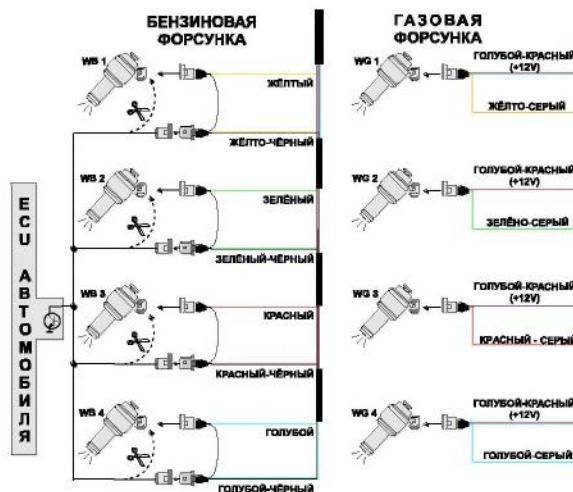 БЕНЗИНОВАЯ
ФОРСУНКА
ГАЗОВАЯ
ФОРСУНКА
WB 1
ЖЁЛТЫЙ
ЖЁЛТО-ЧЁРНЫЙ
WB 2
ЗЕЛЁНЫЙ
ЗЕЛЁНЫЙ-ЧЁРНЫЙ
WB 3
КРАСНЫЙ
КРАСНЫЙ-ЧЁРНЫЙ
WB 4
ГОЛУБОЙ
ГОЛУБОЙ-ЧЁРНЫЙ
WG 1
ГОЛУБОЙ-КРАСНЫЙ
(+12V)
ЖЁЛТО-СЕРЫЙ
WG 2
ГОЛУБОЙ-КРАСНЫЙ
(+12V)
ЗЕЛЁНО-СЕРЫЙ
WG 3
ГОЛУБОЙ-КРАСНЫЙ
(+12V)
КРАСНЫЙ - СЕРЫЙ
WG 4
ГОЛУБОЙ-КРАСНЫЙ
(+12V)
ГОЛУБОЙ-СЕРЫЙ
ECU АВТОМОБИЛЯ